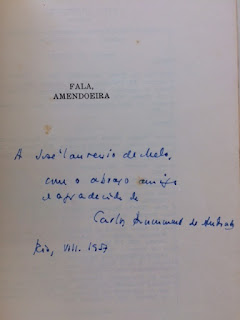 FALA,
AMENDOEIRA
A José Laurenio de Melo,
com o abraço amigo
e agradecido de
Carlos Drummond de Andrade
Rio, VIII. 1957